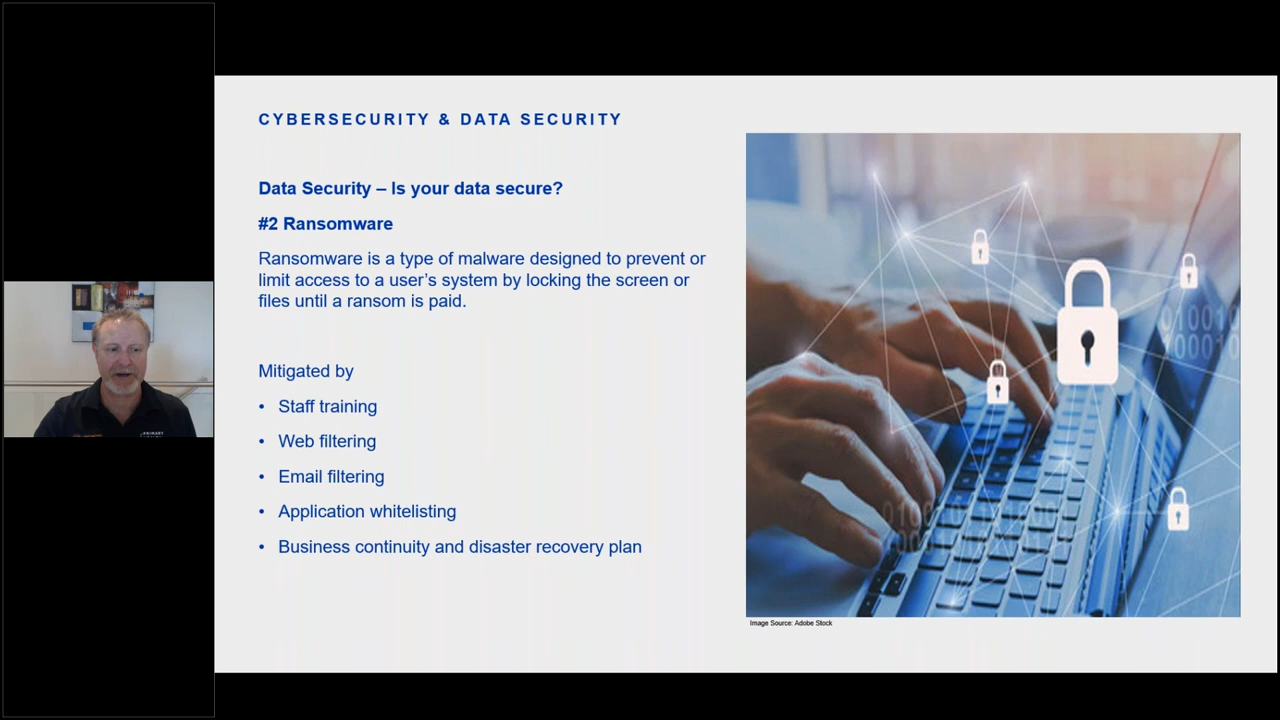 CYBERSECURITY & DATA SECURITY
Data Security – Is your data secure?
#2 Ransomware
Ransomware is a type of malware designed to prevent or
limit access to a user's system by locking the screen or
files until a ransom is paid.
Mitigated by
• Staff training
• Web filtering
• Email filtering
• Application whitelisting
• Business continuity and disaster recovery plan
Image Source: Adobe Stock